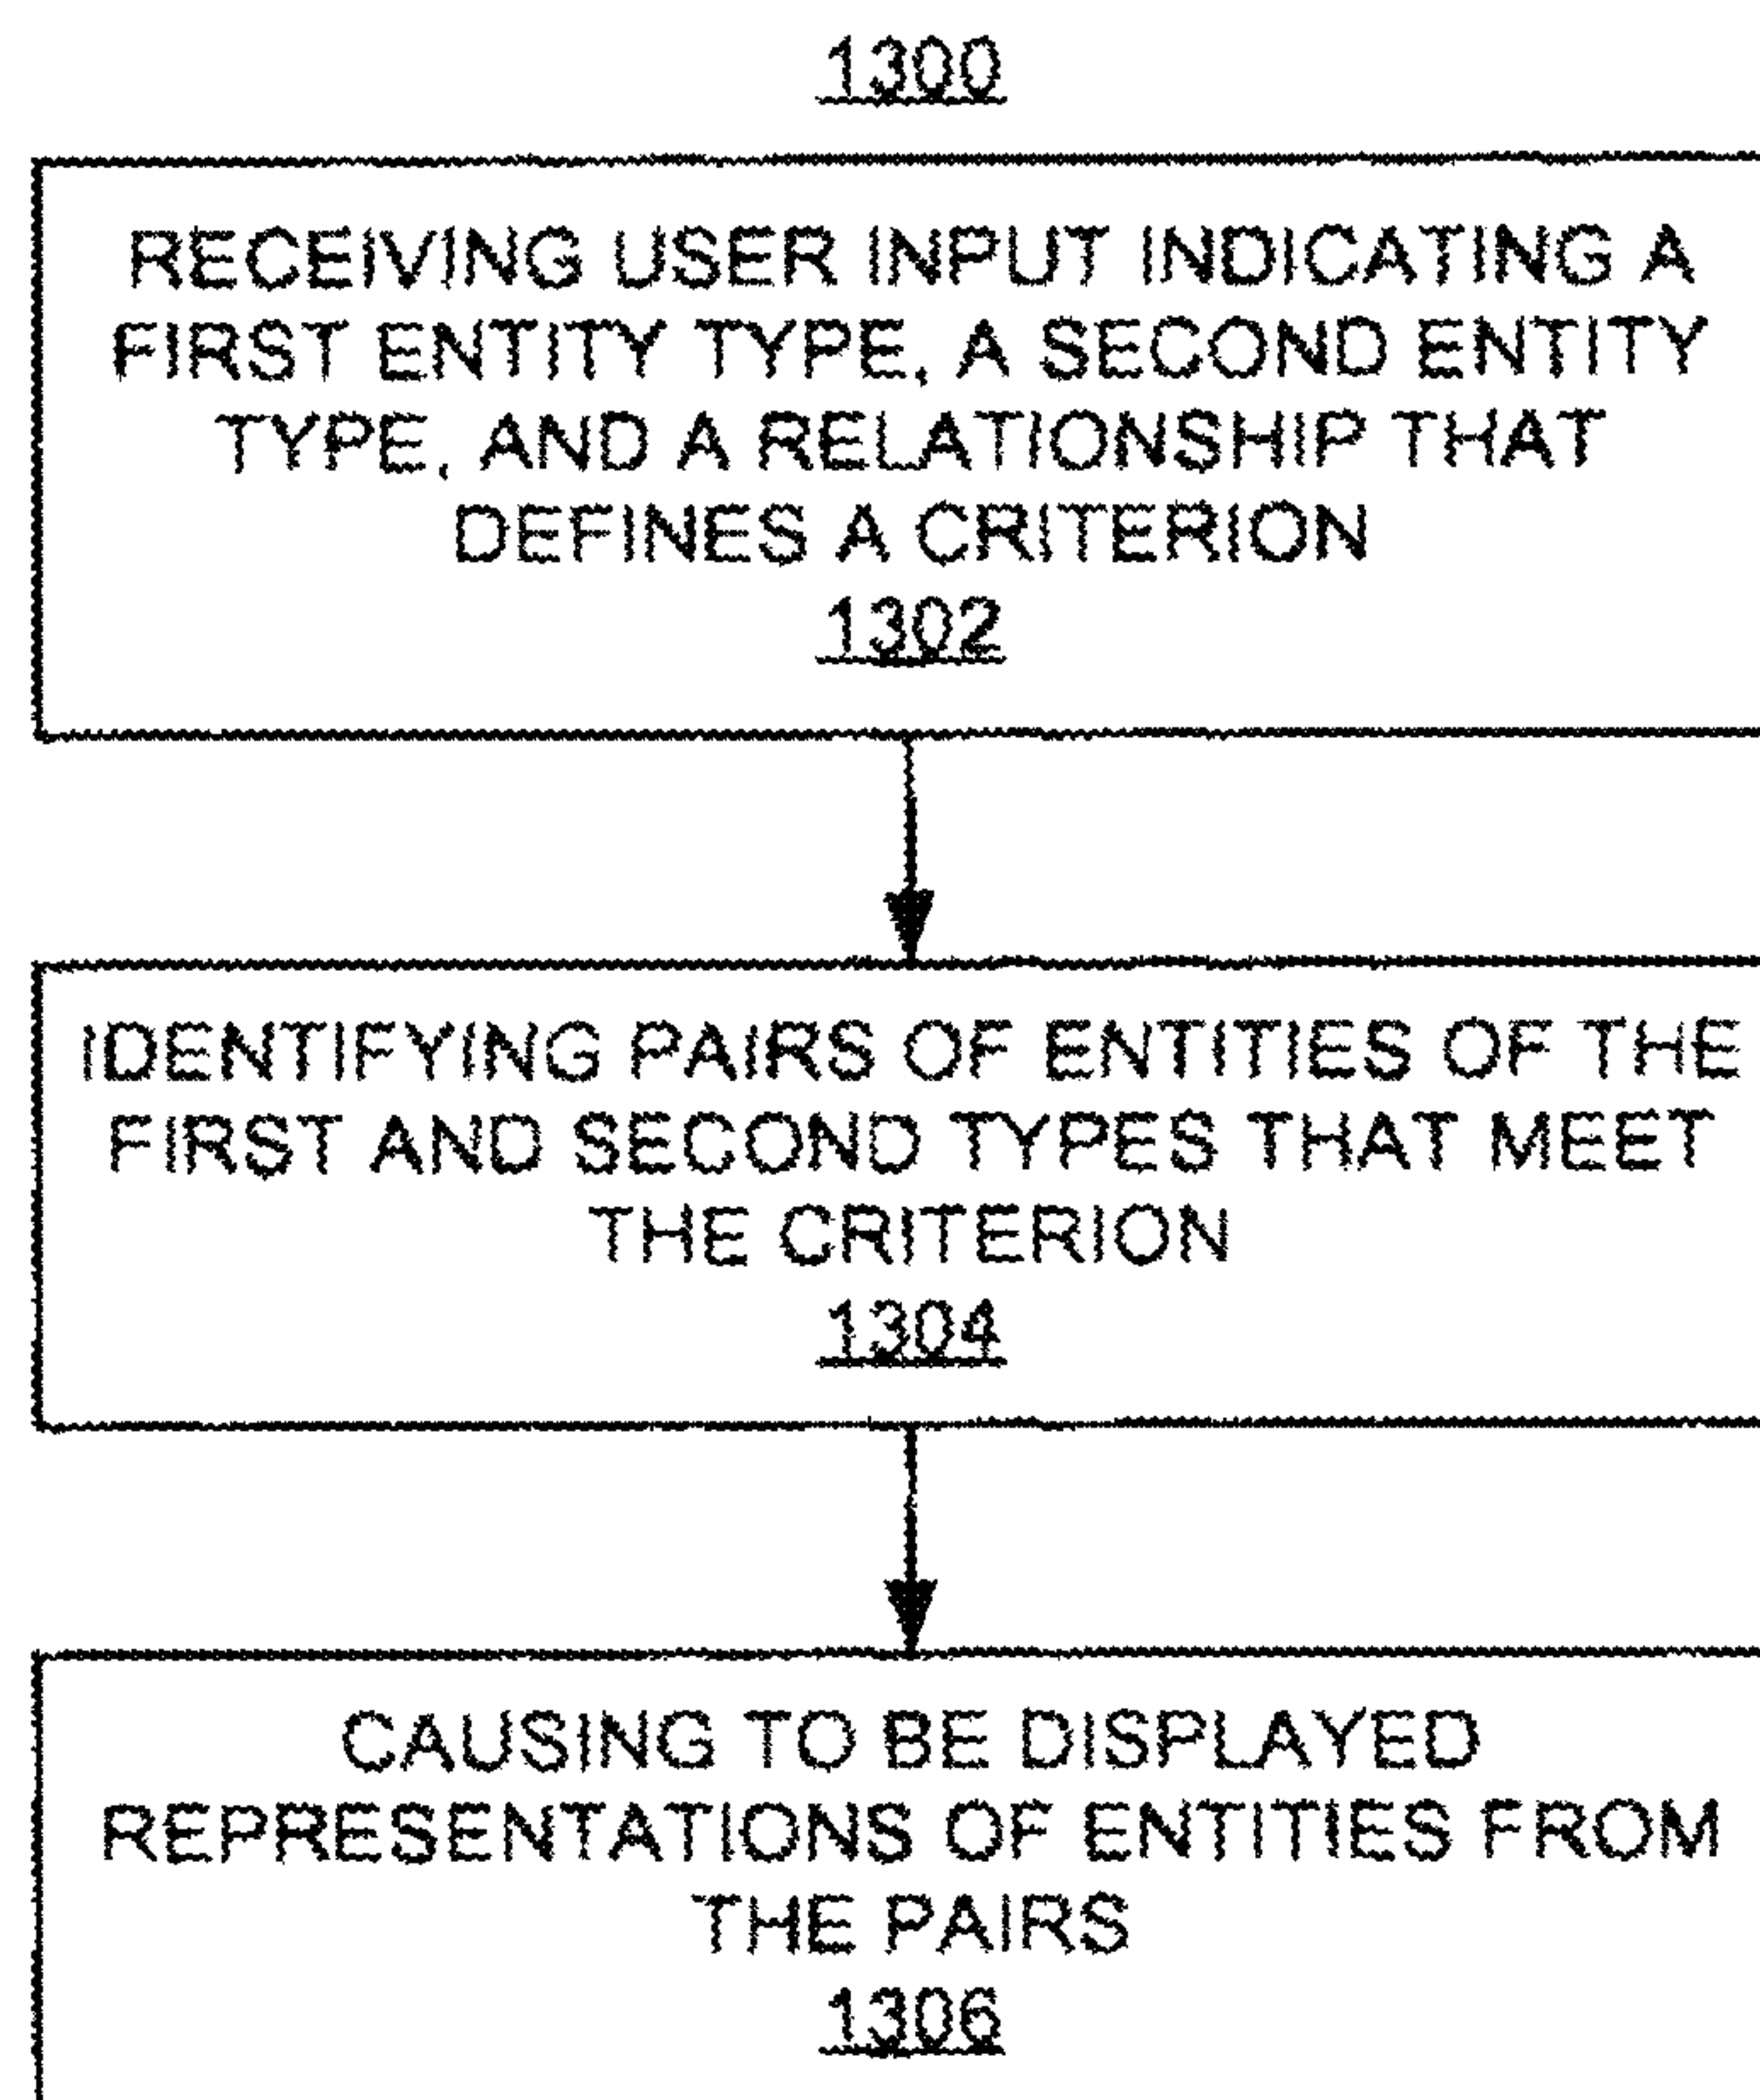 1300
RECEIVING USER INPUT INDICATING A
FIRST ENTITY TYPE, A SECOND ENTITY
TYPE, AND A RELATIONSHIP THAT
DEFINES A CRITERION
1302
IDENTIFYING PAIRS OF ENTITIES OF THE
FIRST AND SECOND TYPES THAT MEET
THE CRITERION
1304
CAUSING TO BE DISPLAYED
REPRESENTATIONS OF ENTITIES FROM
THE PAIRS
1306